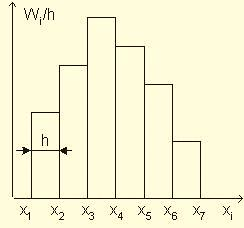 Wᵢ/h
h
x₁ x₂ x₃ x₄ x₅ x₆ x₇ xᵢ